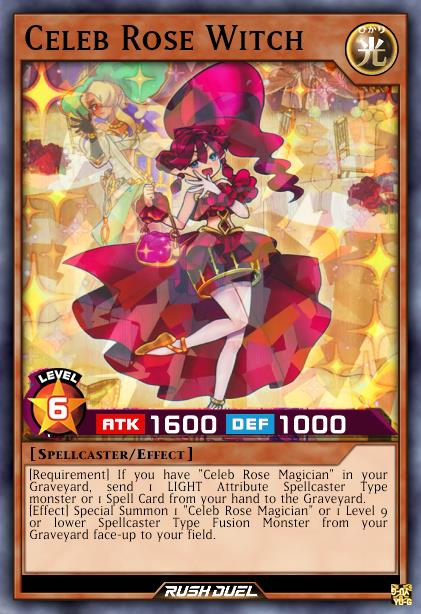 CELEB ROSE WITCH
ひかり
光
LEVEL
6
ATK 1600 DEF 1000
[SPELLCASTER/EFFECT]
[Requirement] If you have "Celeb Rose Magician" in your
Graveyard, send 1 LIGHT Attribute Spellcaster Type
monster or 1 Spell Card from your hand to the Graveyard.
[Effect] Special Summon 1 "Celeb Rose Magician" or 1 Level 9
or lower Spellcaster Type Fusion Monster from your
Graveyard face-up to your field.
RUSH DUEL